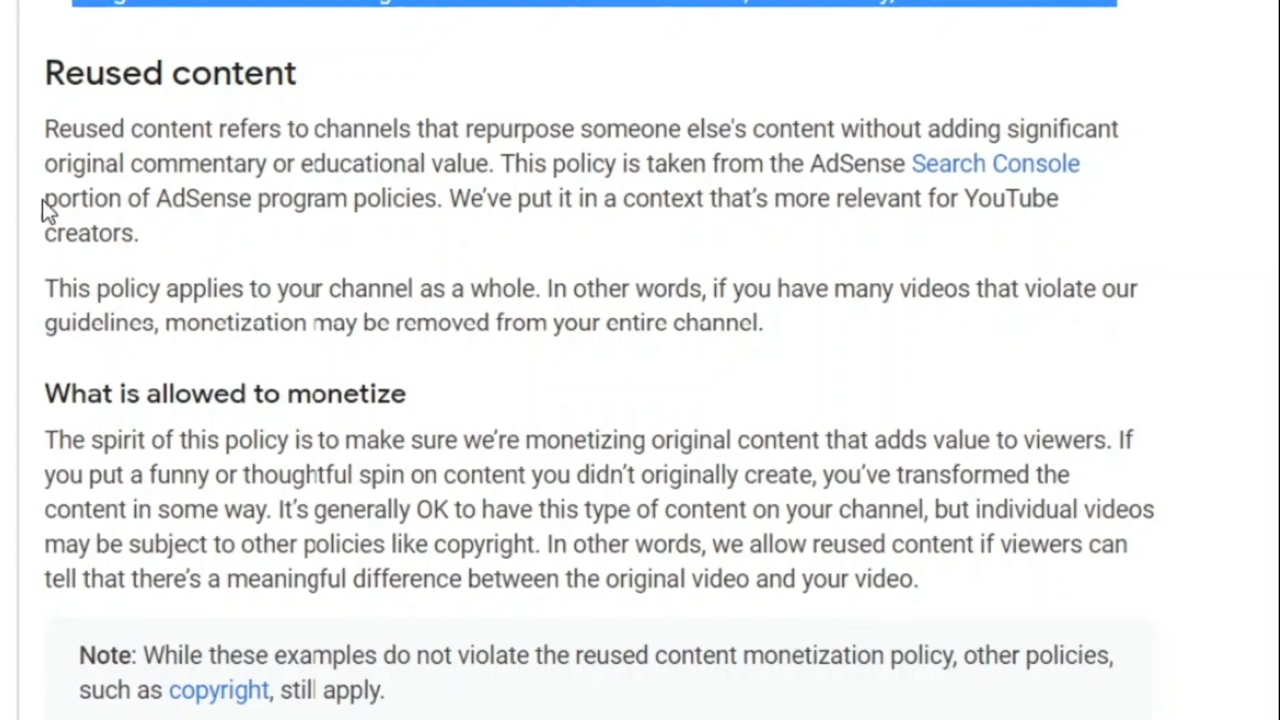 Reused content
Reused content refers to channels that repurpose someone else's content without adding significant
original commentary or educational value. This policy is taken from the AdSense Search Console
portion of AdSense program policies. We've put it in a context that's more relevant for YouTube
creators.
This policy applies to your channel as a whole. In other words, if you have many videos that violate our
guidelines, monetization may be removed from your entire channel.
What is allowed to monetize
The spirit of this policy is to make sure we're monetizing original content that adds value to viewers. If
you put a funny or thoughtful spin on content you didn't originally create, you've transformed the
content in some way. It's generally OK to have this type of content on your channel, but individual videos
may be subject to other policies like copyright. In other words, we allow reused content if viewers can
tell that there's a meaningful difference between the original video and your video.
Note: While these examples do not violate the reused content monetization policy, other policies,
such as copyright, still apply.